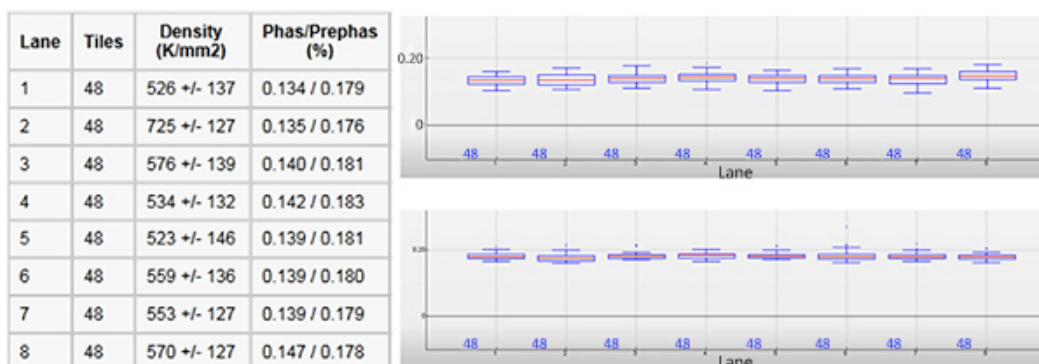 Lane Tiles Density (K/mm2) Phas/Prephas (%)
1 48 526 +/- 137 0.134 / 0.179
2 48 725 +/- 127 0.135 / 0.176
3 48 576 +/- 139 0.140 / 0.181
4 48 534 +/- 132 0.142 / 0.183
5 48 523 +/- 146 0.139 / 0.181
6 48 559 +/- 136 0.139 / 0.180
7 48 553 +/- 127 0.139 / 0.179
8 48 570 +/- 127 0.147 / 0.178
0.20
0
48 48 48 48 48 48 48 48
Lane
0.20
0
48 48 48 48 48 48 48 48
Lane